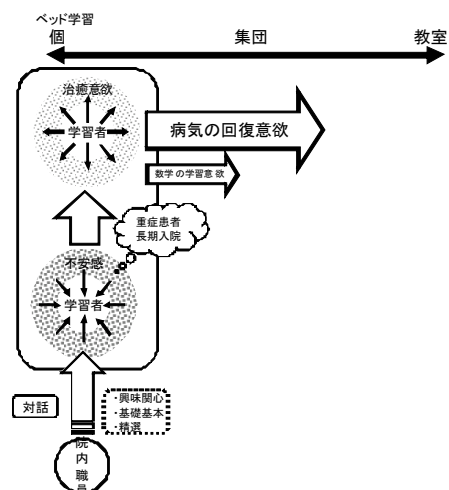 ベッド学習
個 集団 教室
治癒意欲
学習者
病気の回復意欲
数学の学習意欲
重症患者
長期入院
不安感
学習者
対話
・興味関心
・基礎基本
・精選
院
内
職
員